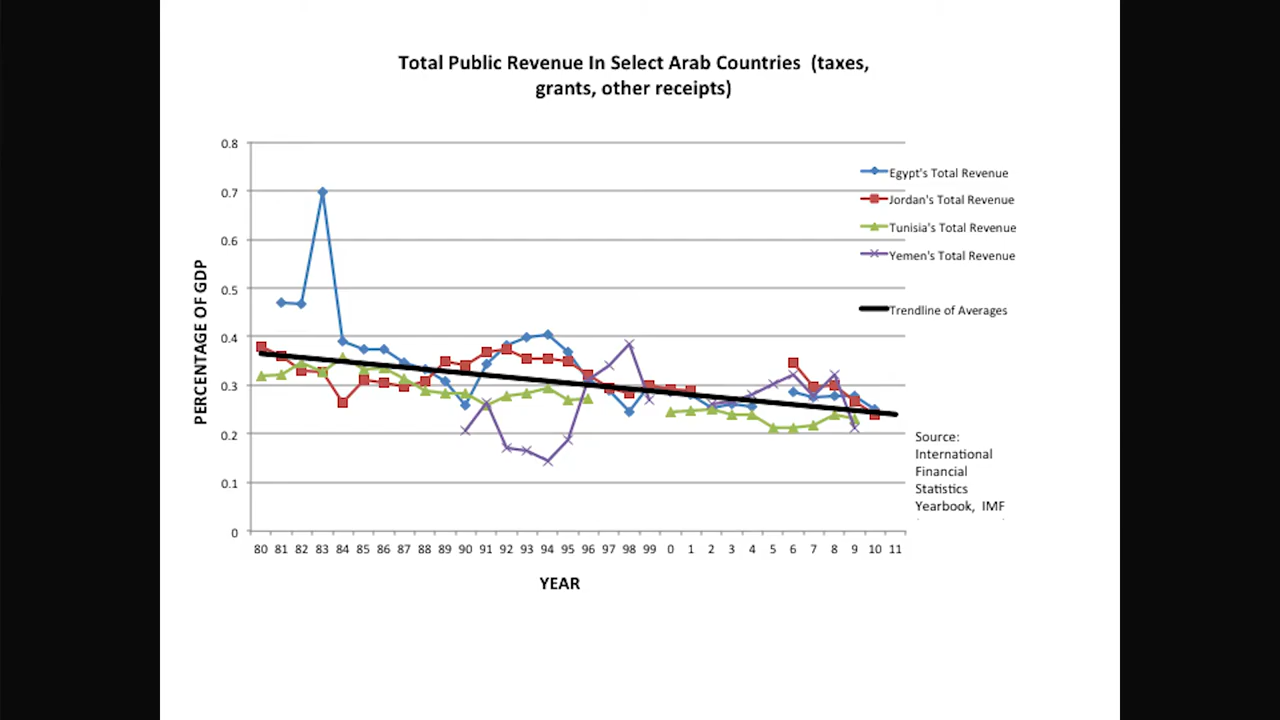 Total Public Revenue In Select Arab Countries (taxes,
grants, other receipts)
0.8
0.7
0.6
0.5
0.4
0.3
0.2
0.1
0
PERCENTAGE OF GDP
Egypt's Total Revenue
Jordan's Total Revenue
Tunisia's Total Revenue
Yemen's Total Revenue
Trendline of Averages
Source:
International
Financial
Statistics
Yearbook, IMF
80 81 82 83 84 85 86 87 88 89 90 91 92 93 94 95 96 97 98 99 0 1 2 3 4 5 6 7 8 9 10 11
YEAR